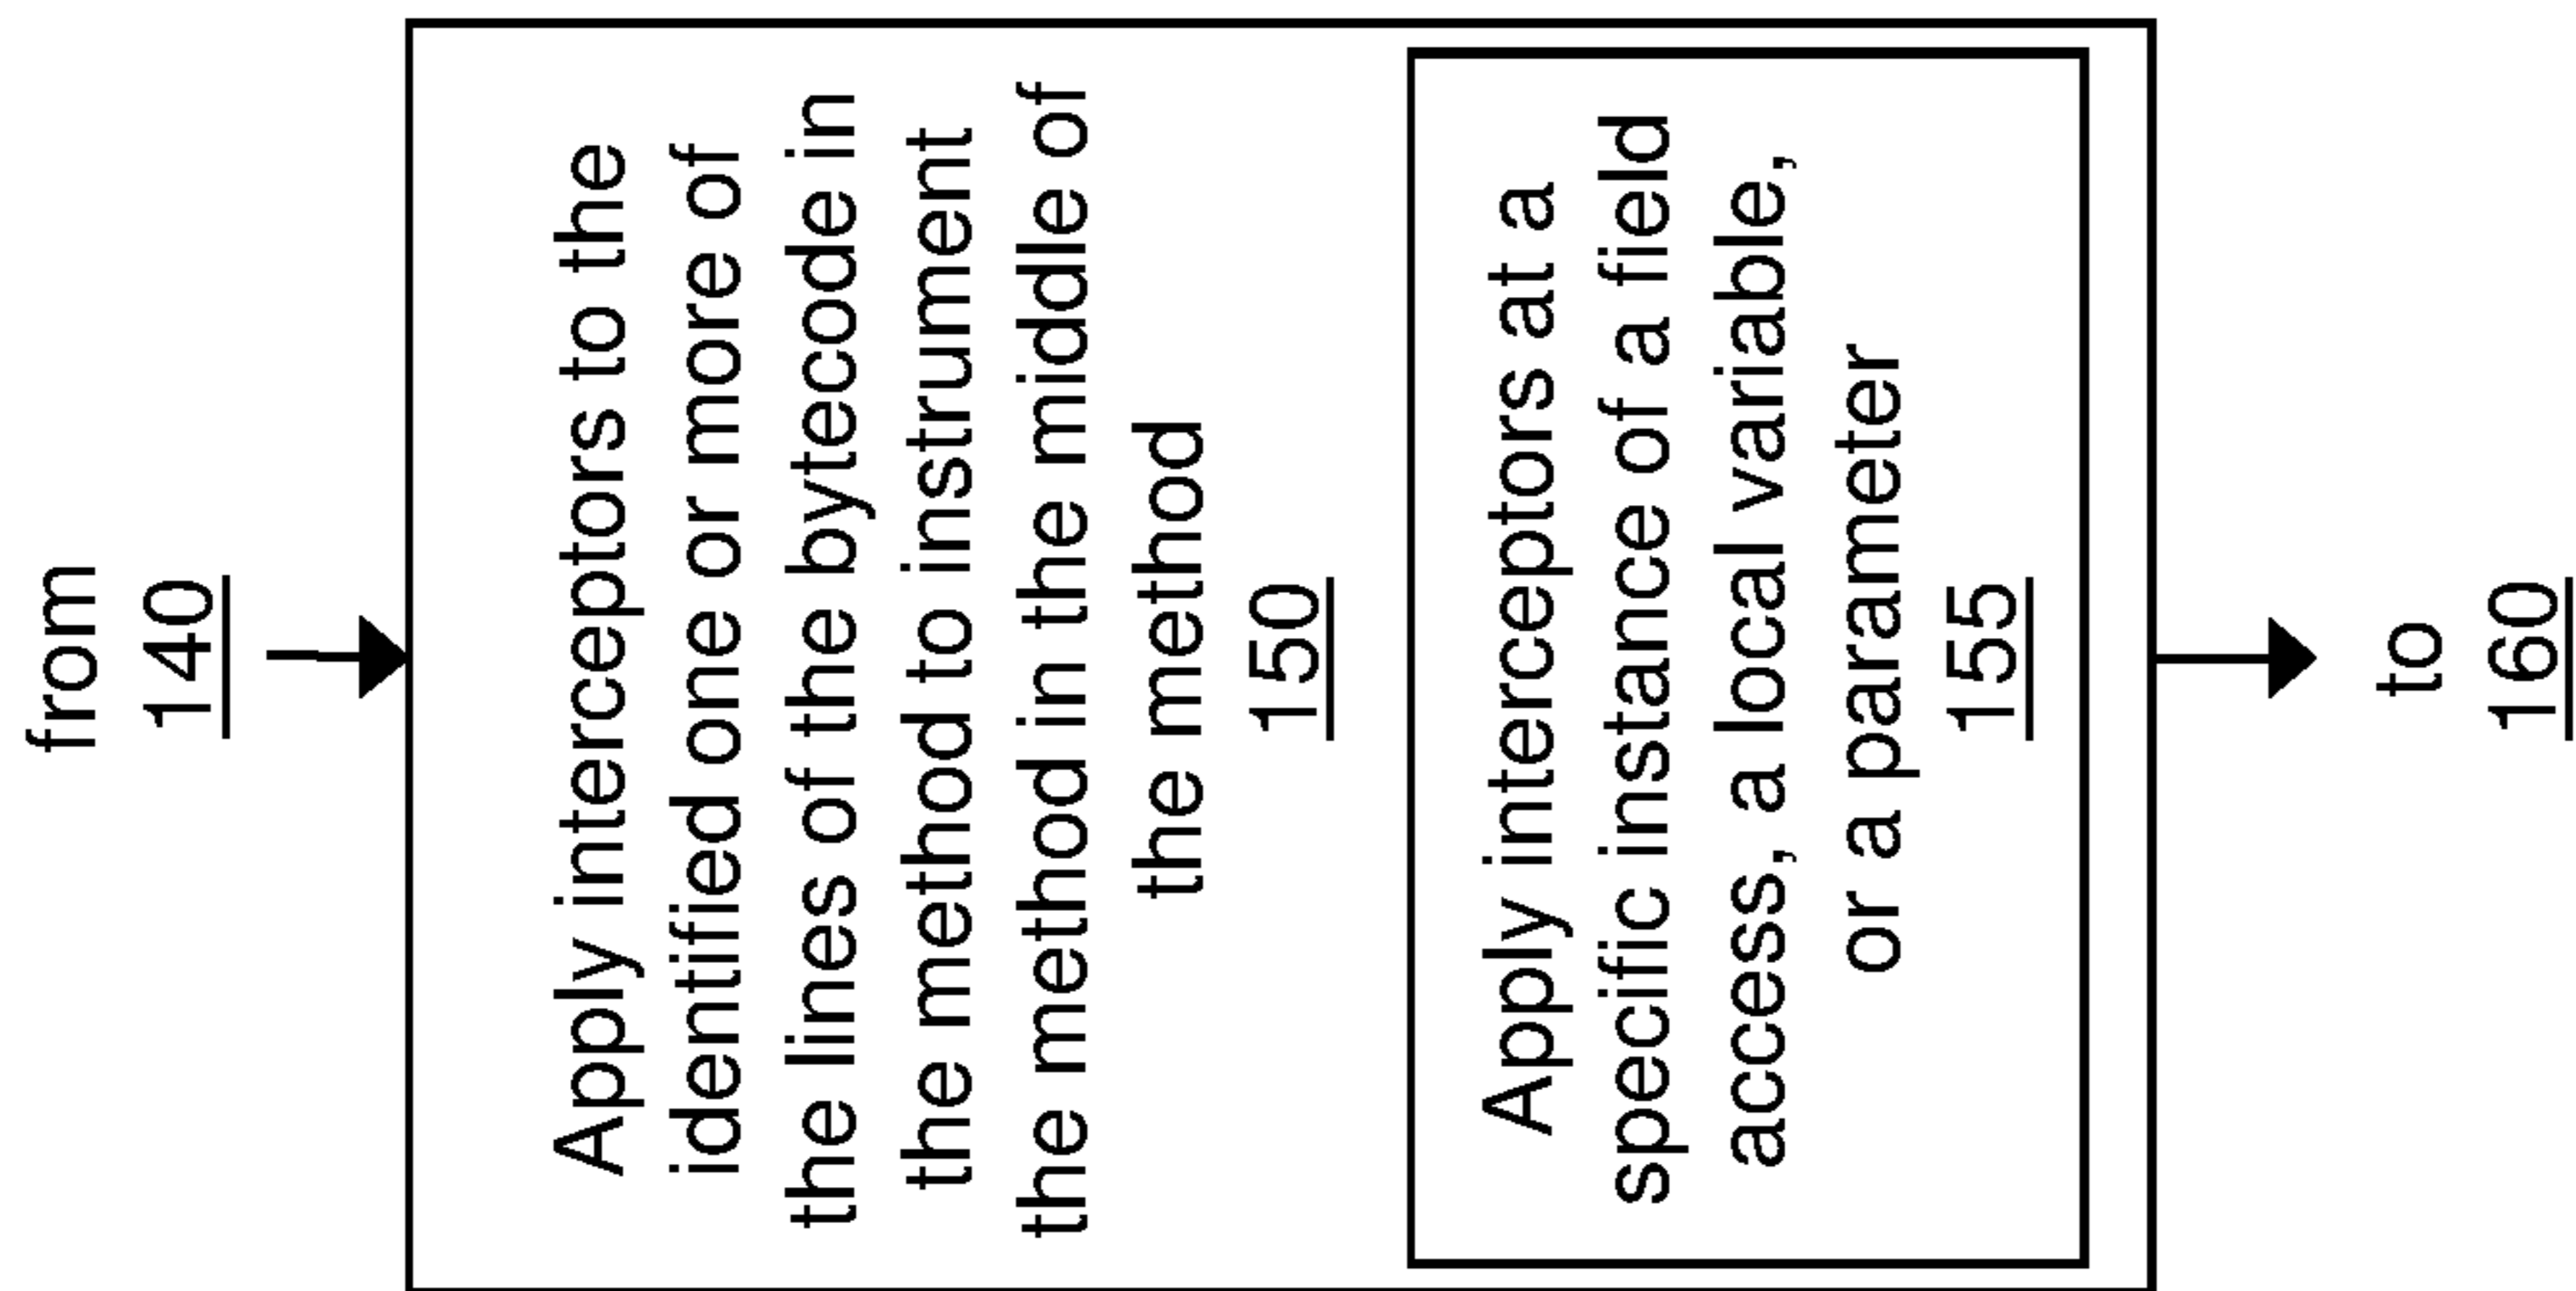 from
140
Apply interceptors to the
identified one or more of
the lines of the bytecode in
the method to instrument
the method in the middle of
the method
150
Apply interceptors at a
specific instance of a field
access, a local variable,
or a parameter
155
to
160